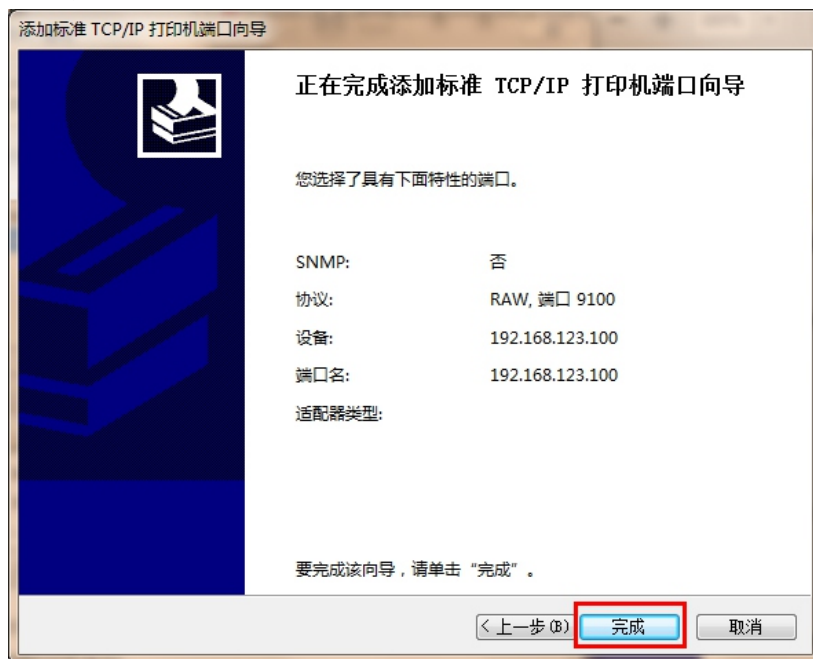 添加标准 TCP/IP 打印机端口向导
正在完成添加标准 TCP/IP 打印机端口向导
您选择了具有下面特性的端口。
SNMP: 否
协议: RAW, 端口 9100
设备: 192.168.123.100
端口名: 192.168.123.100
适配器类型:
要完成该向导，请单击“完成”。
< 上一步(B) 完成 取消